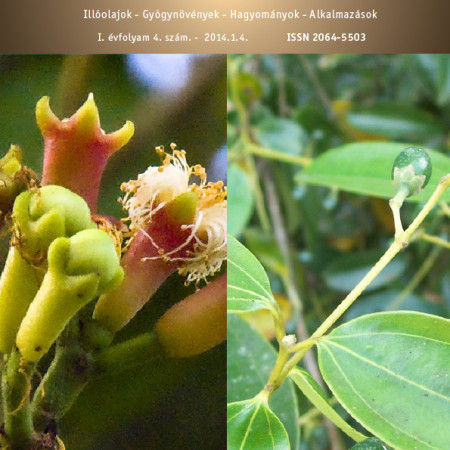 Illóolajok - Gyógynövények - Hagyományok - Alkalmazások
I. évfolyam 4. szám. - 2014.1.4. ISSN 2064-5503